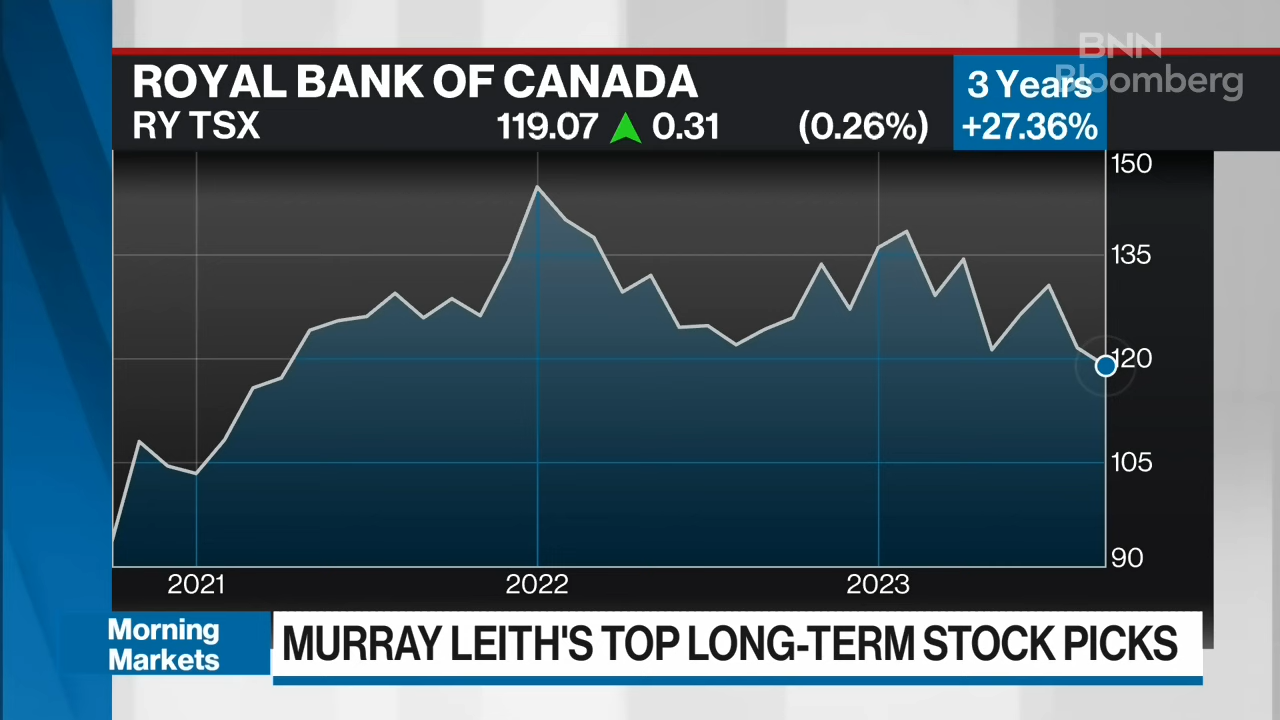 BNN
Bloomberg
ROYAL BANK OF CANADA
RY TSX 119.07 ▲ 0.31 (0.26%)
3 Years
+27.36%
150
135
120
105
90
2021 2022 2023
Morning
Markets
MURRAY LEITH'S TOP LONG-TERM STOCK PICKS